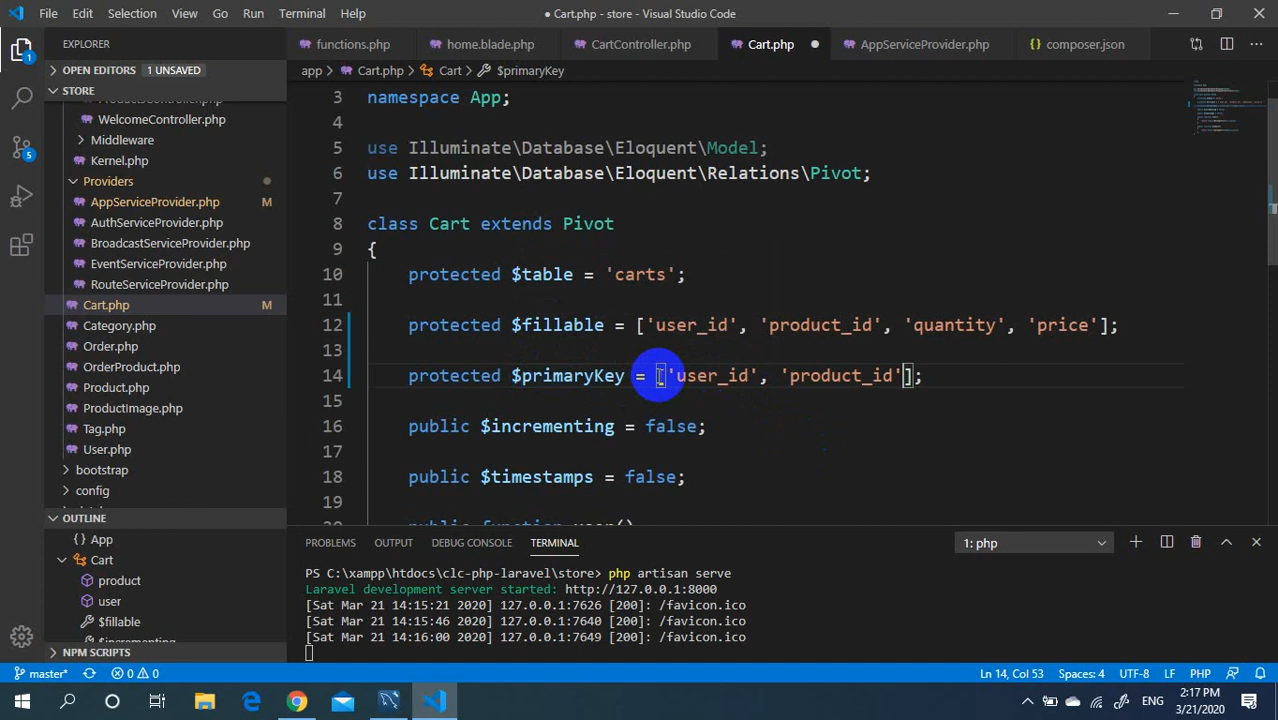 File Edit Selection View Go Run Terminal Help
● Cart.php - store - Visual Studio Code
EXPLORER
OPEN EDITORS 1 UNSAVED
STORE
WelcomeController.php
Middleware
Kernel.php
Providers
AppServiceProvider.php M
AuthServiceProvider.php
BroadcastServiceProvider.php
EventServiceProvider.php
RouteServiceProvider.php
Cart.php M
Category.php
Order.php
OrderProduct.php
Product.php
ProductImage.php
Tag.php
User.php
bootstrap
config
OUTLINE
App
Cart
product
user
$fillable
NPM SCRIPTS
functions.php home.blade.php CartController.php Cart.php ● AppServiceProvider.php composer.json
app > Cart.php > Cart > $primaryKey
3 namespace App;
4
5 use Illuminate\Database\Eloquent\Model;
6 use Illuminate\Database\Eloquent\Relations\Pivot;
7
8 class Cart extends Pivot
9 {
10 protected $table = 'carts';
11
12 protected $fillable = ['user_id', 'product_id', 'quantity', 'price'];
13
14 protected $primaryKey = ['user_id', 'product_id'];
15
16 public $incrementing = false;
17
18 public $timestamps = false;
19
public function user()
PROBLEMS OUTPUT DEBUG CONSOLE TERMINAL 1: php
PS C:\xampp\htdocs\clc-php-laravel\store> php artisan serve
Laravel development server started: http://127.0.0.1:8000
[Sat Mar 21 14:15:21 2020] 127.0.0.1:7626 [200]: /favicon.ico
[Sat Mar 21 14:15:46 2020] 127.0.0.1:7640 [200]: /favicon.ico
[Sat Mar 21 14:16:00 2020] 127.0.0.1:7649 [200]: /favicon.ico
master* 0 0 Ln 14, Col 53 Spaces: 4 UTF-8 LF PHP
ENG 2:17 PM
3/21/2020